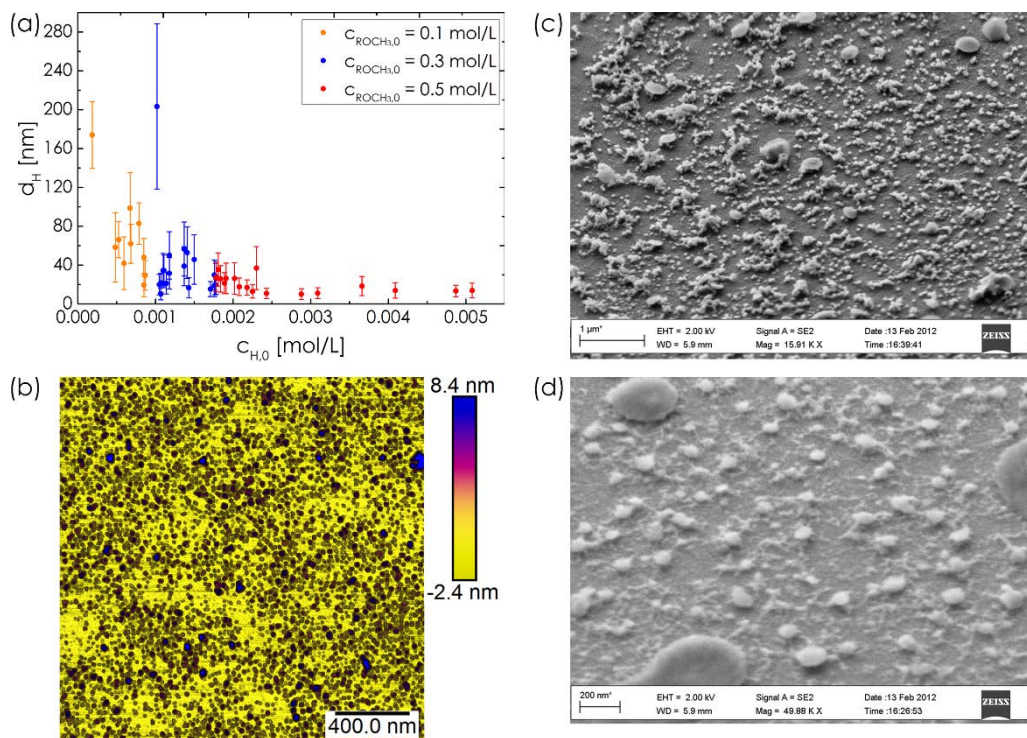 (a)
280
240
200
160
120
80
40
0
d_H [nm]
0.000 0.001 0.002 0.003 0.004 0.005
c_H,0 [mol/L]
c_ROCH₃,0 = 0.1 mol/L
c_ROCH₃,0 = 0.3 mol/L
c_ROCH₃,0 = 0.5 mol/L
(b)
8.4 nm
-2.4 nm
400.0 nm
(c)
1 µm*
EHT = 2.00 kV Signal A = SE2 Date :13 Feb 2012
WD = 5.9 mm Mag = 15.91 K X Time :16:39:41
ZEISS
(d)
200 nm*
EHT = 2.00 kV Signal A = SE2 Date :13 Feb 2012
WD = 5.9 mm Mag = 49.88 K X Time :16:26:53
ZEISS